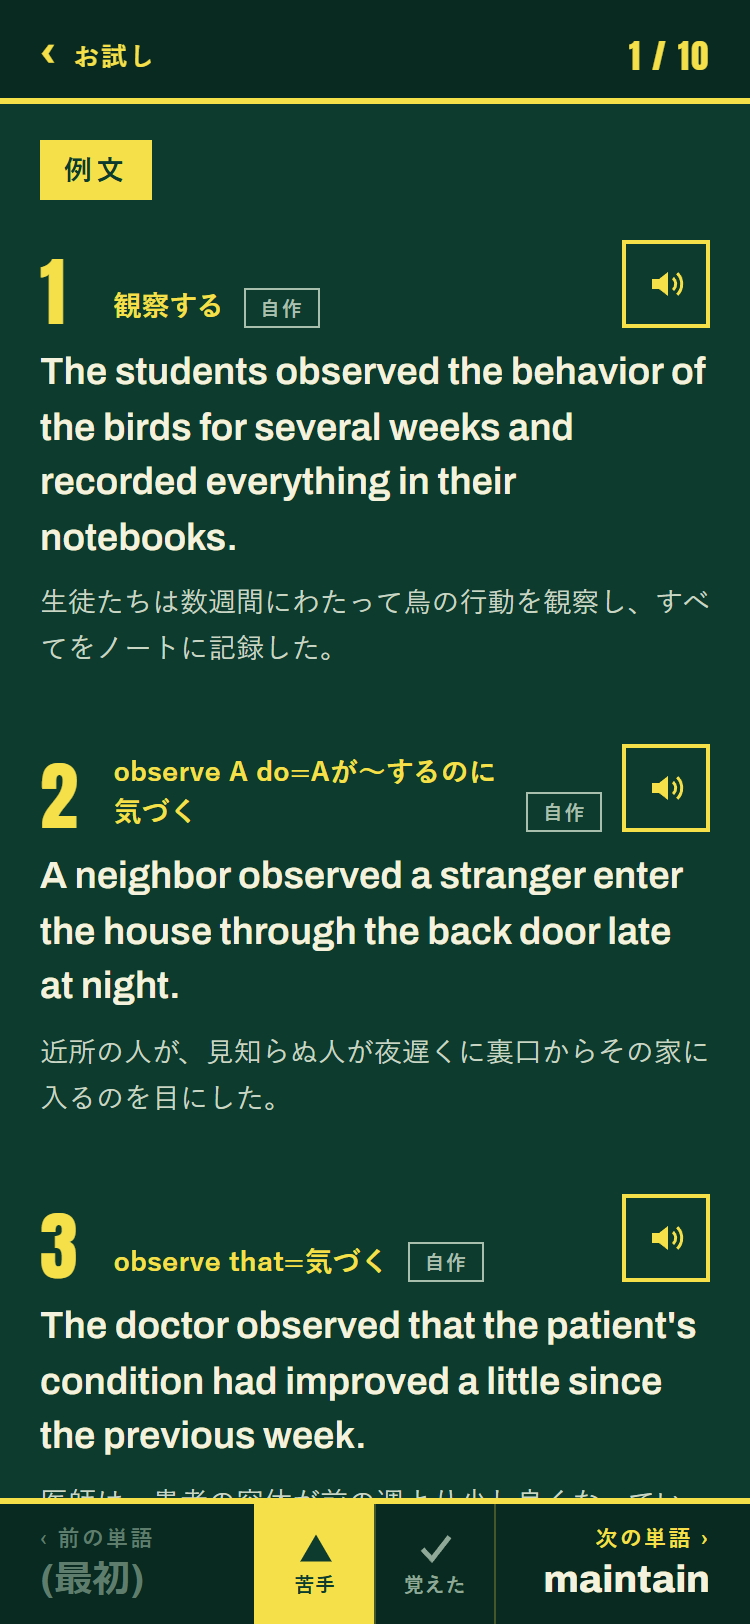 ‹ お試し
1 / 10
例文
1 観察する 自作
The students observed the behavior of
the birds for several weeks and
recorded everything in their
notebooks.
生徒たちは数週間にわたって鳥の行動を観察し、すべ
てをノートに記録した。
2 observe A do=Aが〜するのに
気づく 自作
A neighbor observed a stranger enter
the house through the back door late
at night.
近所の人が、見知らぬ人が夜遅くに裏口からその家に
入るのを目にした。
3 observe that=気づく 自作
The doctor observed that the patient's
condition had improved a little since
the previous week.
‹ 前の単語
(最初)
▲
苦手
✓
覚えた
次の単語 ›
maintain